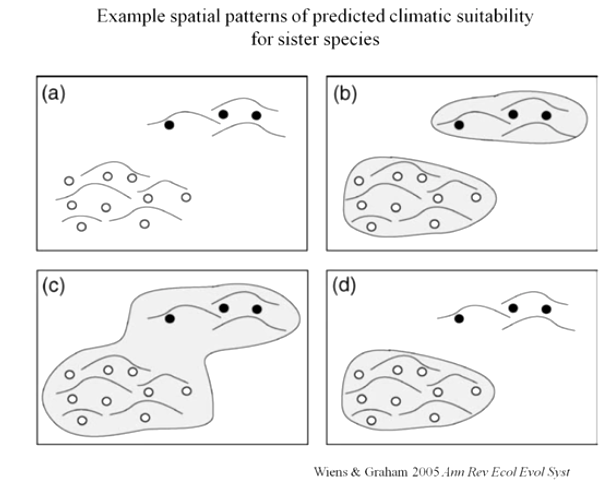 Example spatial patterns of predicted climatic suitability
for sister species
(a)
(b)
(c)
(d)
Wiens & Graham 2005 Ann Rev Ecol Evol Syst